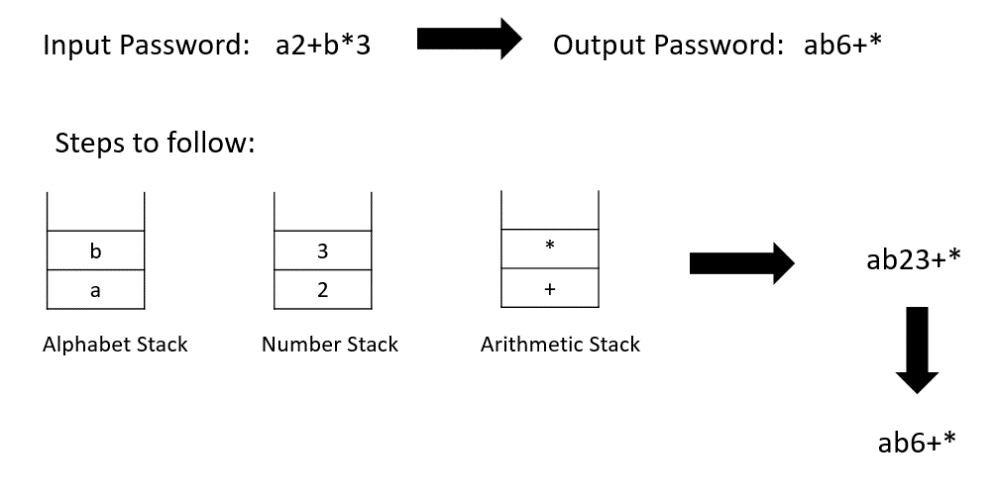 Input Password: a2+b*3
Output Password: ab6+*
Steps to follow:
b
a
Alphabet Stack
3
2
Number Stack
*
+
Arithmetic Stack
ab23+*
ab6+*